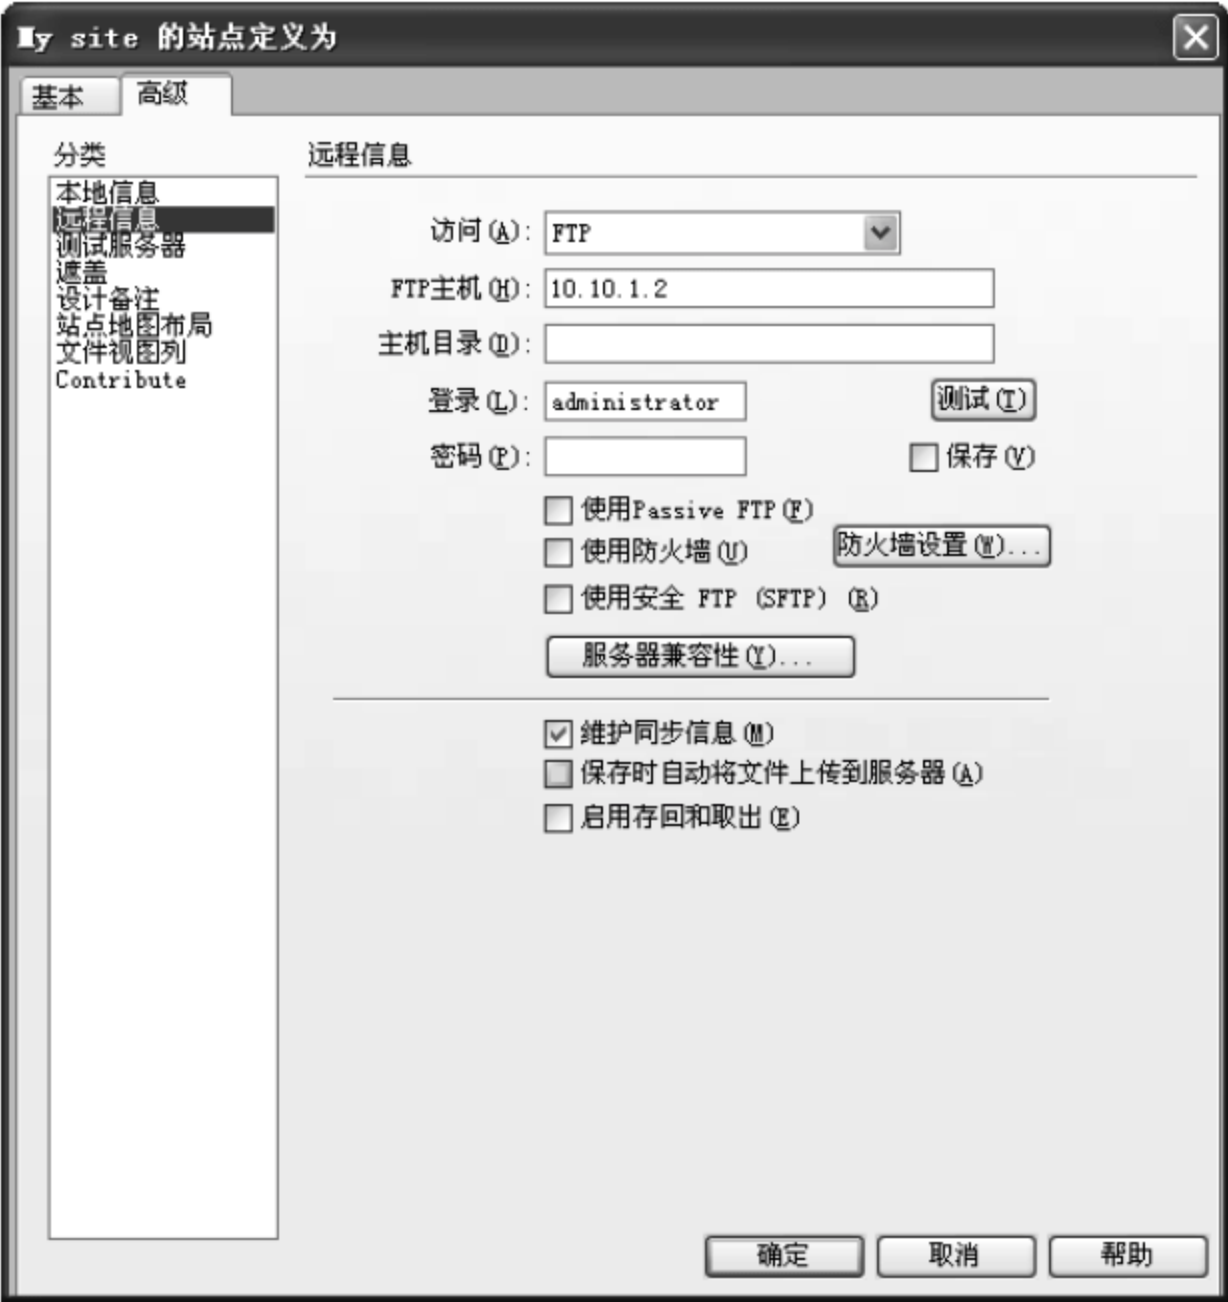 My site 的站点定义为
基本
高级
分类
本地信息
远程信息
测试服务器
遮盖
设计备注
站点地图布局
文件视图列
Contribute
远程信息
访问(A): FTP
FTP主机(H): 10.10.1.2
主机目录(D):
登录(L): administrator 测试(T)
密码(P): 保存(V)
使用Passive FTP(F)
使用防火墙(U) 防火墙设置(W)...
使用安全 FTP (SFTP) (R)
服务器兼容性(Y)...
维护同步信息(M)
保存时自动将文件上传到服务器(A)
启用存回和取出(E)
确定 取消 帮助